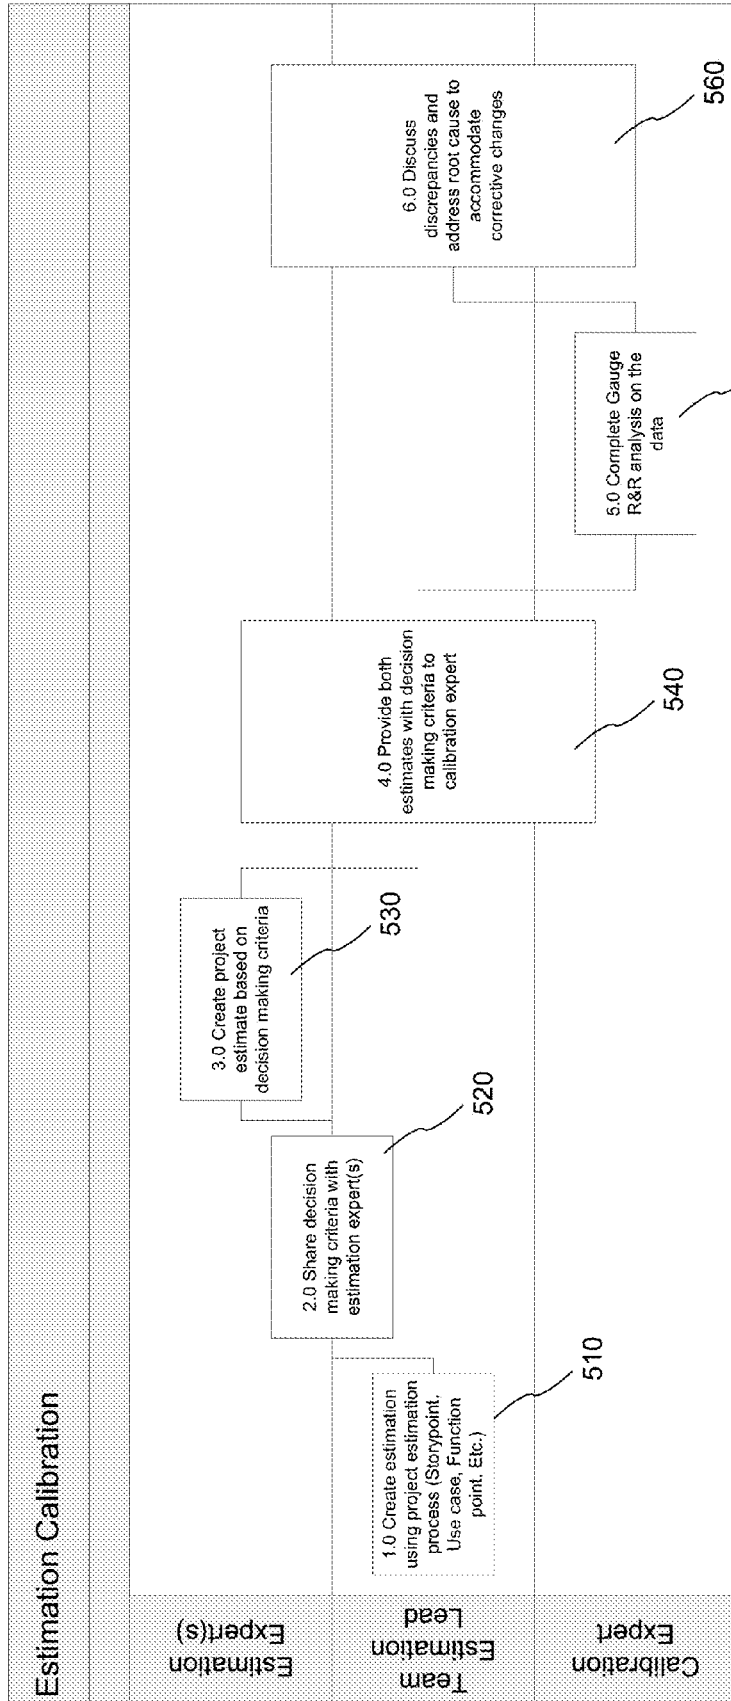 Estimation Calibration
Estimation
Expert(s)
Team
Estimation
Lead
Calibration
Expert
1.0 Create estimation
using project estimation
process (Storypoint.
Use case, Function
point. Etc.)
510
2.0 Share decision
making criteria with
estimation expert(s)
520
3.0 Create project
estimate based on
decision making criteria
530
4.0 Provide both
estimates with decision
making criteria to
calibration expert
540
5.0 Complete Gauge
R&R analysis on the
data
6.0 Discuss
discrepancies and
address root cause to
accommodate
corrective changes
560